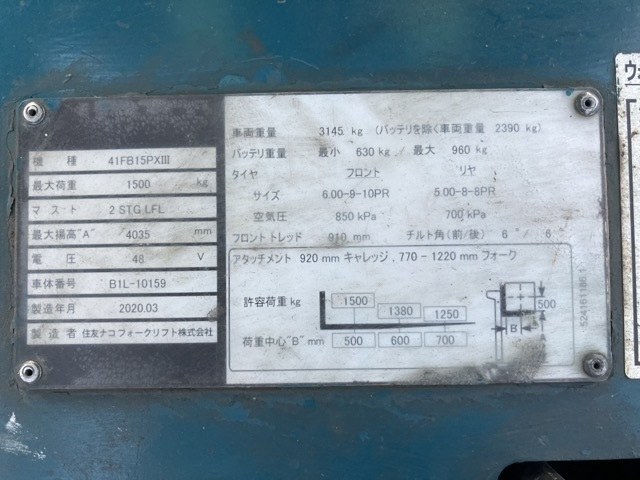 機 種 41FB15PXⅢ
最大荷重 1500 kg
マ ス ト 2 STG LFL
最大揚高"A" 4035 mm
電 圧 48 V
車体番号 B1L-10159
製造年月 2020.03
製 造 者 住友ナコフォークリフト株式会社
車両重量 3145 kg (バッテリを除く車両重量 2390 kg)
バッテリ重量 最小 630 kg / 最大 960 kg
タイヤ フロント リヤ
サイズ 6.00-9-10PR 5.00-8-8PR
空気圧 850 kPa 700 kPa
フロント トレッド 910 mm チルト角(前/後) 6 °/ 6
アタッチメント 920 mm キャレッジ , 770 - 1220 mm フォーク
許容荷重 kg 1500 1380 1250
荷重中心"B" mm 500 600 700
500
B
A
ウォ